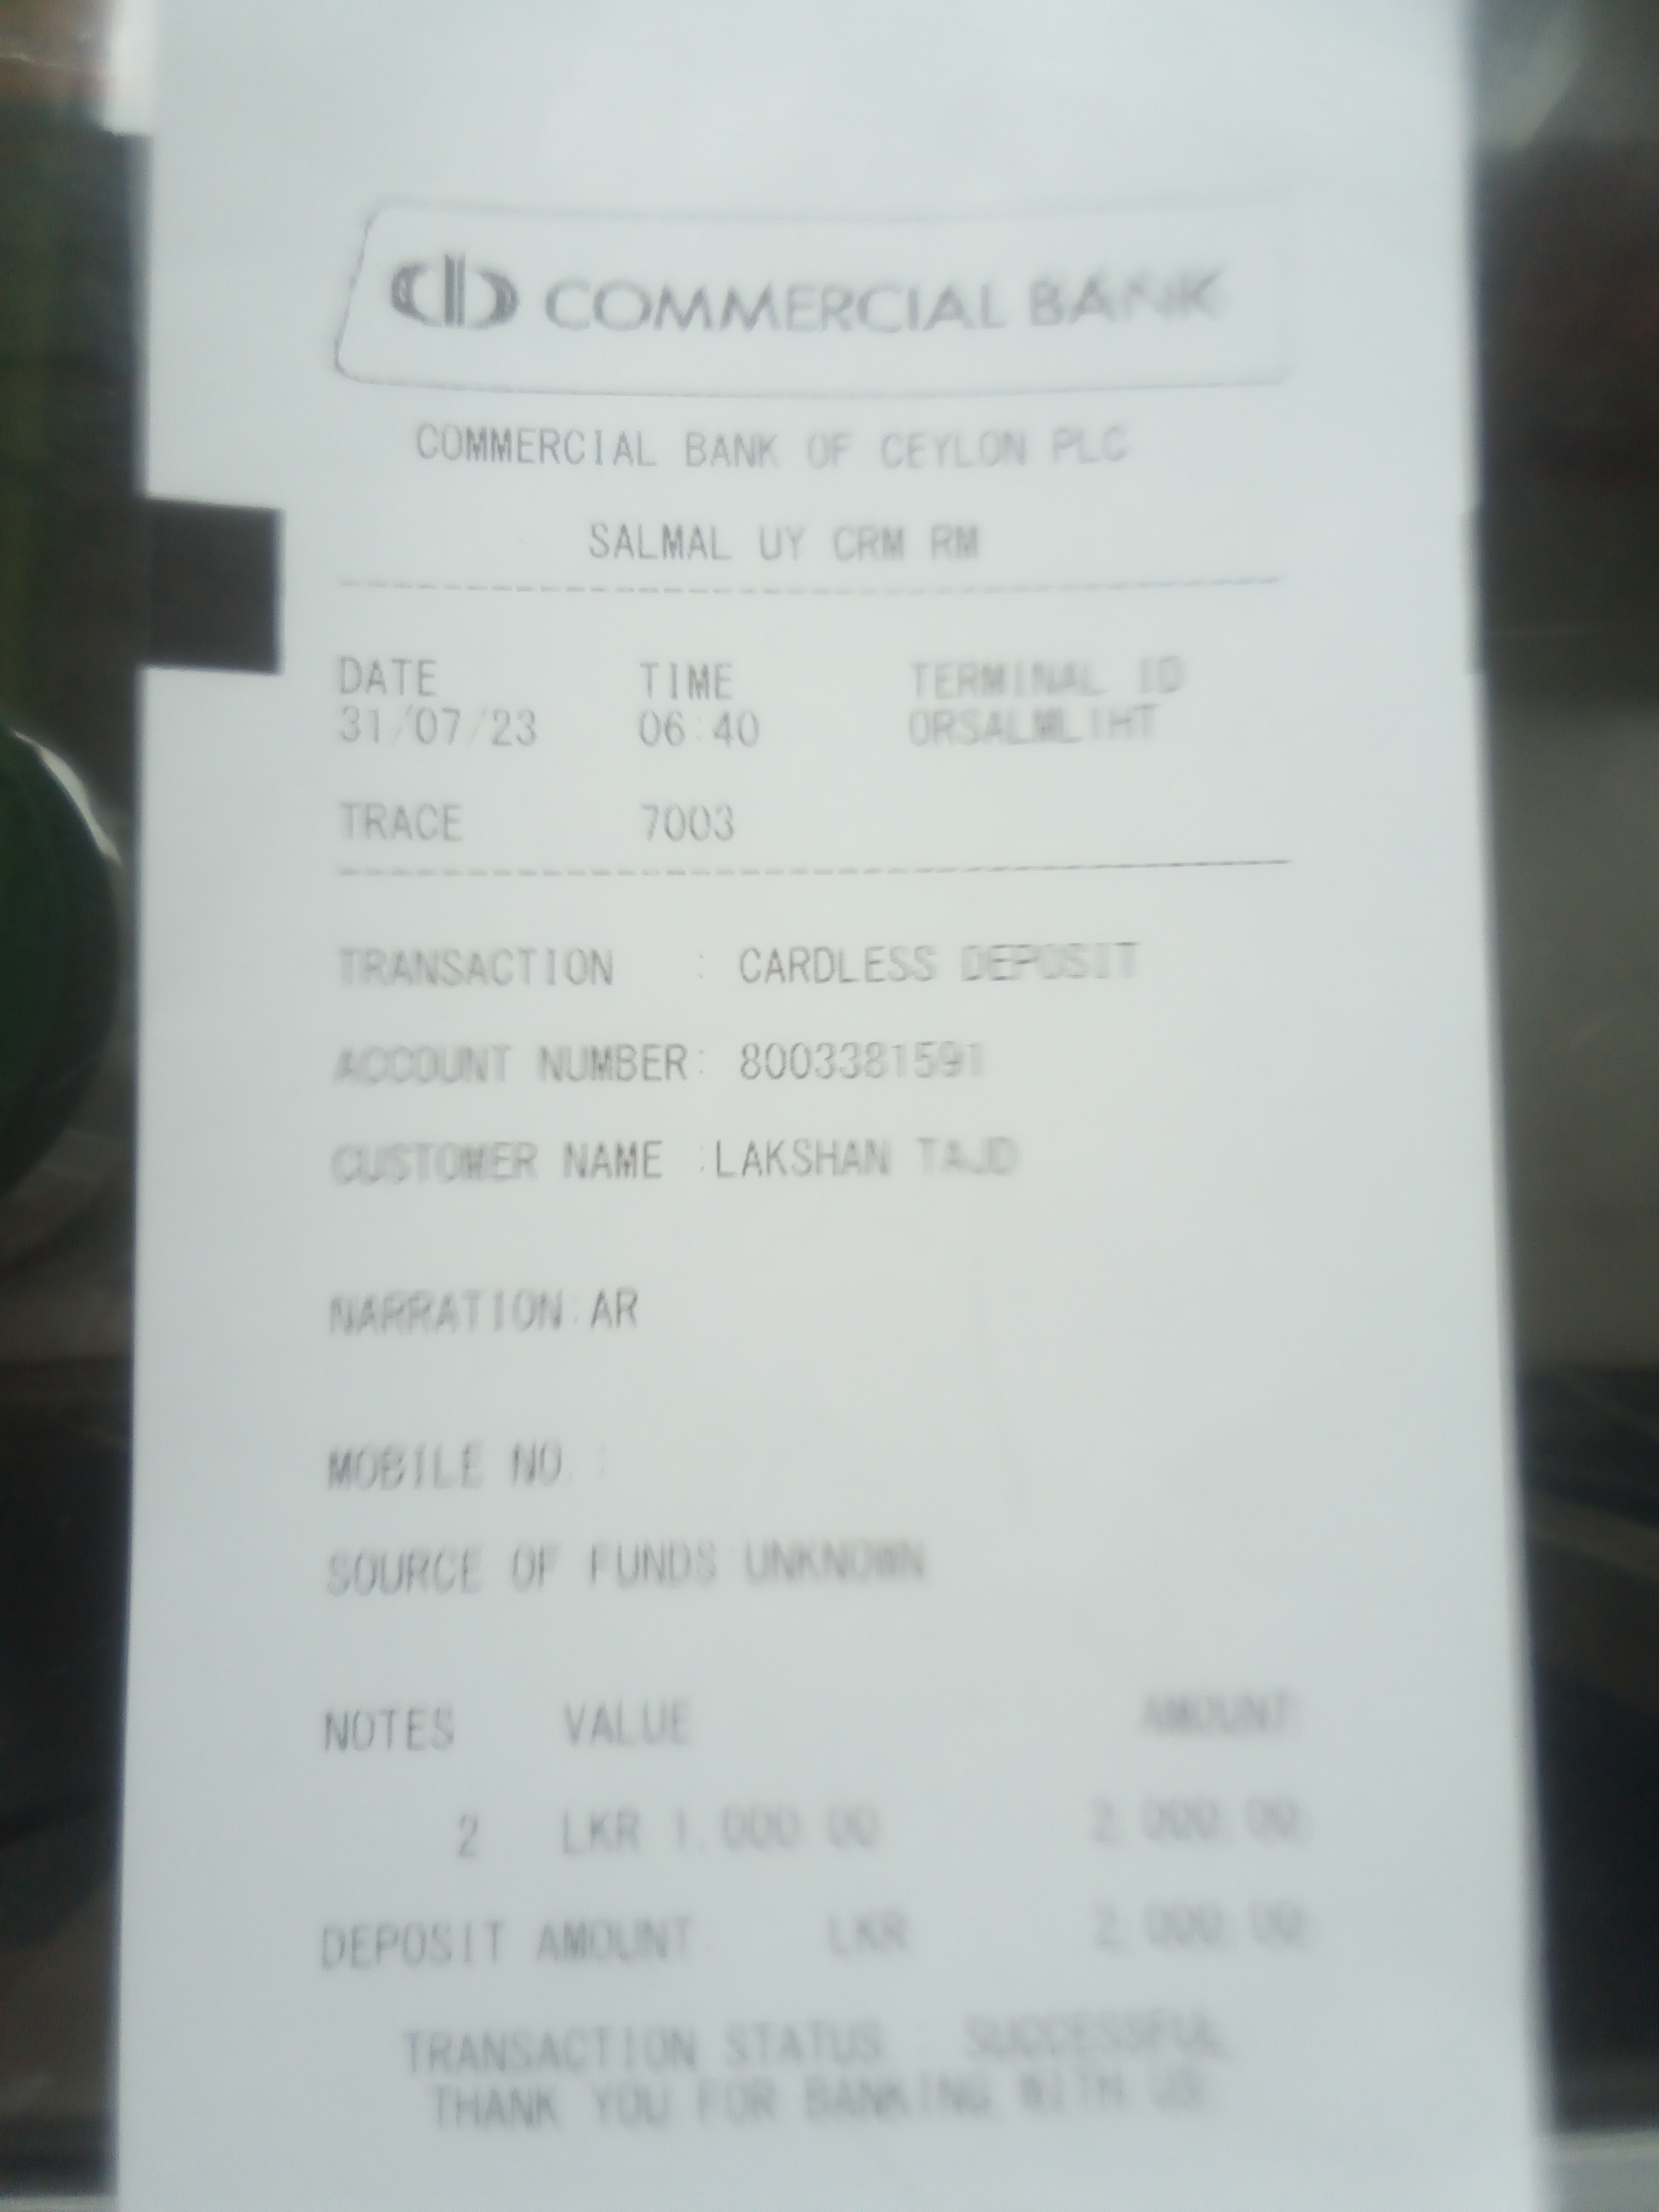 COMMERCIAL BANK
COMMERCIAL BANK OF CEYLON PLC
SALMAL UY CRM RM
DATE TIME TERMINAL ID
31/07/23 06:40 ORSALML1HT
TRACE 7003
TRANSACTION : CARDLESS DEPOSIT
ACCOUNT NUMBER: 8003381591
CUSTOMER NAME :LAKSHAN TAJD
NARRATION:AR
MOBILE NO. :
SOURCE OF FUNDS UNKNOWN
NOTES VALUE AMOUNT
2 LKR 1,000.00 2,000.00
DEPOSIT AMOUNT LKR 2,000.00
TRANSACTION STATUS : SUCCESSFUL
THANK YOU FOR BANKING WITH US